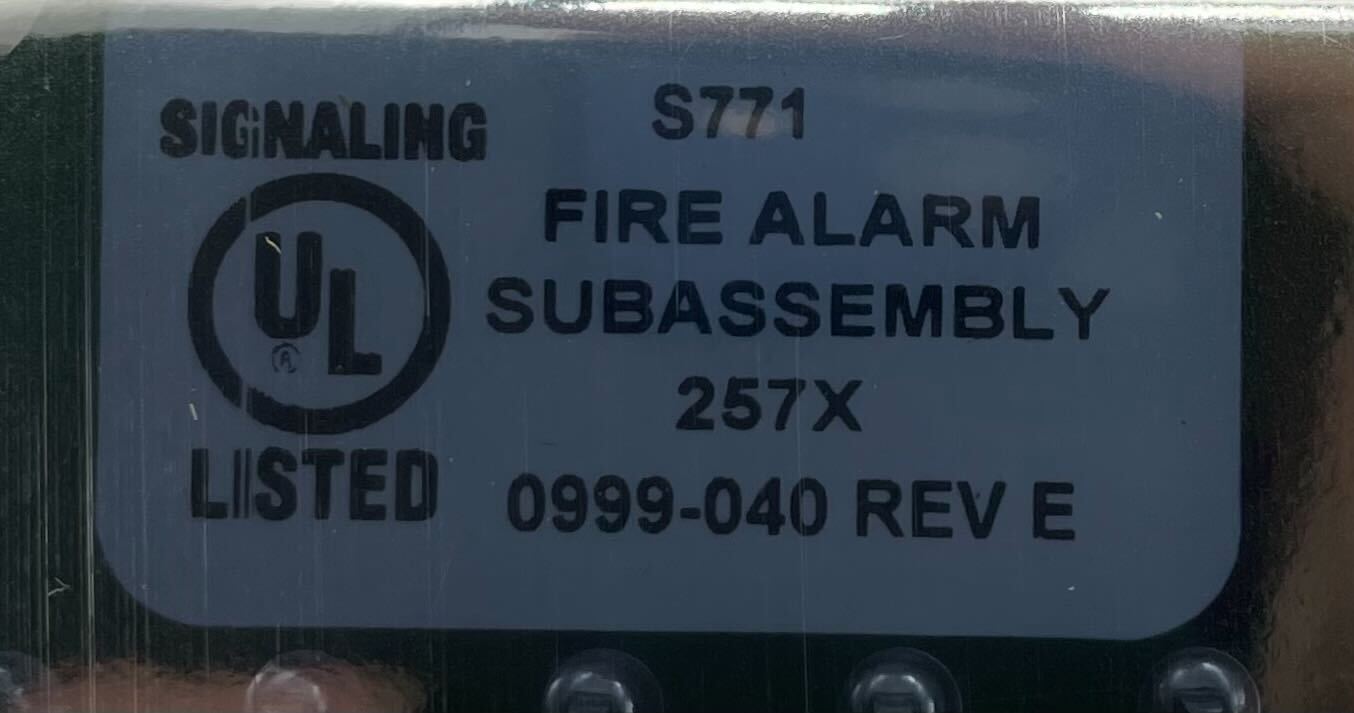 SIGNALING
UL
®
LISTED
S771
FIRE ALARM
SUBASSEMBLY
257X
0999-040 REV E